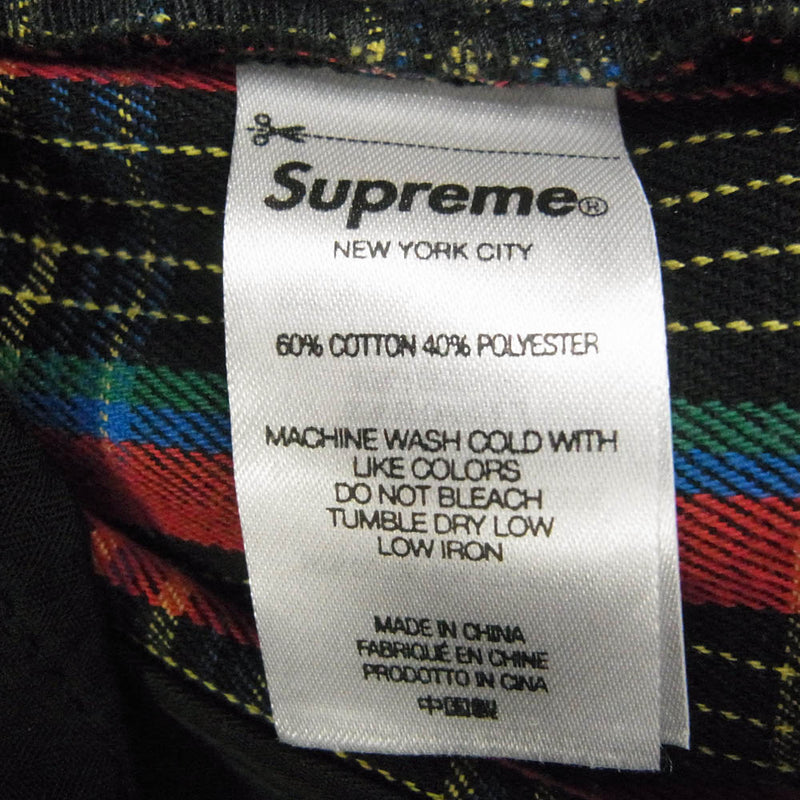 Supreme®
NEW YORK CITY
60% COTTON 40% POLYESTER
MACHINE WASH COLD WITH
LIKE COLORS
DO NOT BLEACH
TUMBLE DRY LOW
LOW IRON
MADE IN CHINA
FABRIQUÉ EN CHINE
PRODOTTO IN CINA
中国製